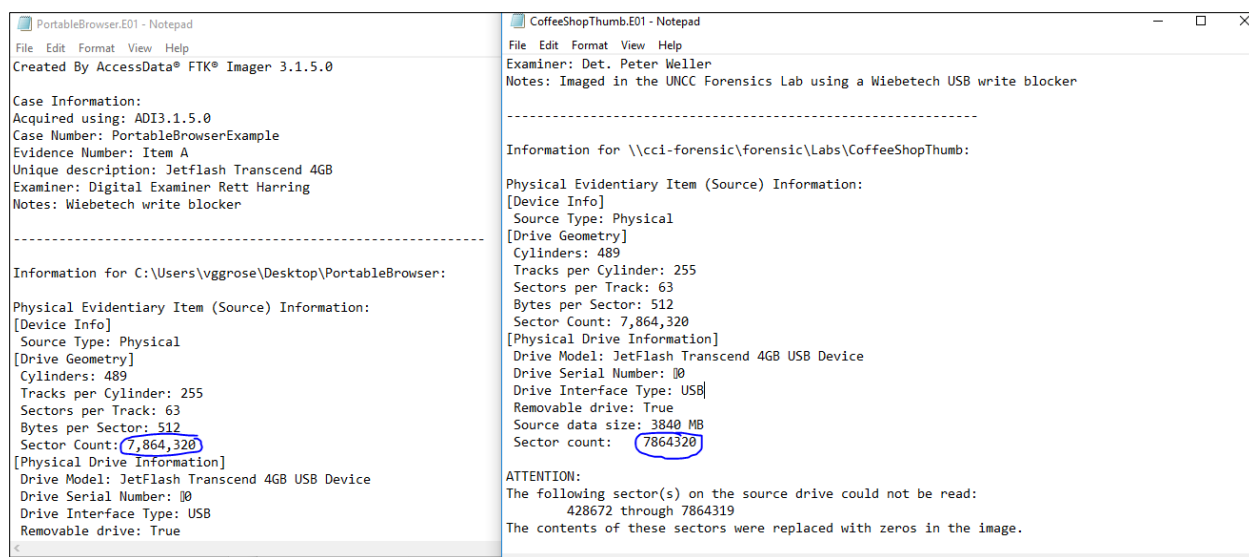 PortableBrowser.E01 - Notepad
File Edit Format View Help
Created By AccessData® FTK® Imager 3.1.5.0
Case Information:
Acquired using: ADI3.1.5.0
Case Number: PortableBrowserExample
Evidence Number: Item A
Unique description: Jetflash Transcend 4GB
Examiner: Digital Examiner Rett Harring
Notes: Wiebetech write blocker
--------------------------------------------------------------
Information for C:\Users\vggrose\Desktop\PortableBrowser:
Physical Evidentiary Item (Source) Information:
[Device Info]
Source Type: Physical
[Drive Geometry]
Cylinders: 489
Tracks per Cylinder: 255
Sectors per Track: 63
Bytes per Sector: 512
Sector Count: 7,864,320
[Physical Drive Information]
Drive Model: JetFlash Transcend 4GB USB Device
Drive Serial Number: 0
Drive Interface Type: USB
Removable drive: True
CoffeeShopThumb.E01 - Notepad
File Edit Format View Help
Examiner: Det. Peter Weller
Notes: Imaged in the UNCC Forensics Lab using a Wiebetech USB write blocker
--------------------------------------------------------------
Information for \\cci-forensic\forensic\Labs\CoffeeShopThumb:
Physical Evidentiary Item (Source) Information:
[Device Info]
Source Type: Physical
[Drive Geometry]
Cylinders: 489
Tracks per Cylinder: 255
Sectors per Track: 63
Bytes per Sector: 512
Sector Count: 7,864,320
[Physical Drive Information]
Drive Model: JetFlash Transcend 4GB USB Device
Drive Serial Number: 0
Drive Interface Type: USB
Removable drive: True
Source data size: 3840 MB
Sector count: 7864320
ATTENTION:
The following sector(s) on the source drive could not be read:
428672 through 7864319
The contents of these sectors were replaced with zeros in the image.